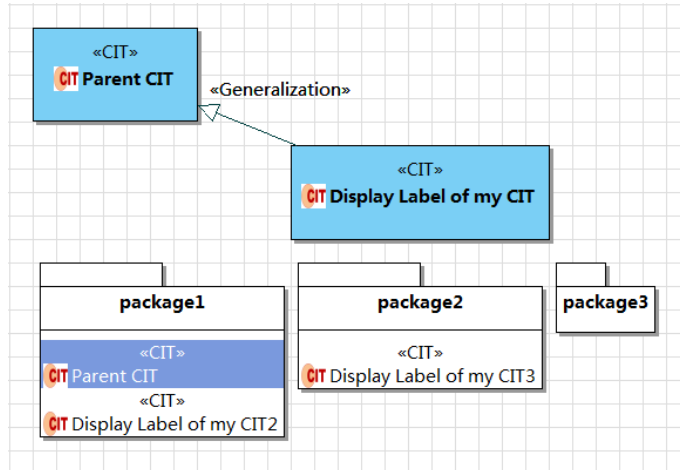 «CIT»
CIT Parent CIT
«Generalization»
«CIT»
CIT Display Label of my CIT
package1
«CIT»
CIT Parent CIT
«CIT»
CIT Display Label of my CIT2
package2
«CIT»
CIT Display Label of my CIT3
package3